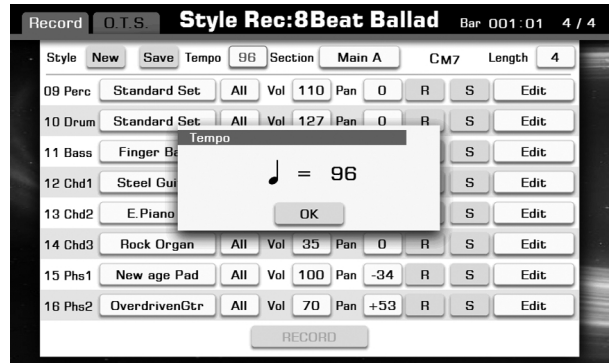 Record O.T.S. Style Rec:8Beat Ballad Bar 001:01 4 / 4
Style New Save Tempo 96 Section Main A CM7 Length 4
09 Perc Standard Set All Vol 110 Pan 0 R S Edit
10 Drum Standard Set All Vol 127 Pan 0 R S Edit
Tempo
11 Bass Finger Ba S Edit
12 Chd1 Steel Gui S Edit
= 96
13 Chd2 E.Piano S Edit
OK
14 Chd3 Rock Organ All Vol 35 Pan 0 R S Edit
15 Phs1 New age Pad All Vol 100 Pan -34 R S Edit
16 Phs2 OverdrivenGtr All Vol 70 Pan +53 R S Edit
RECORD